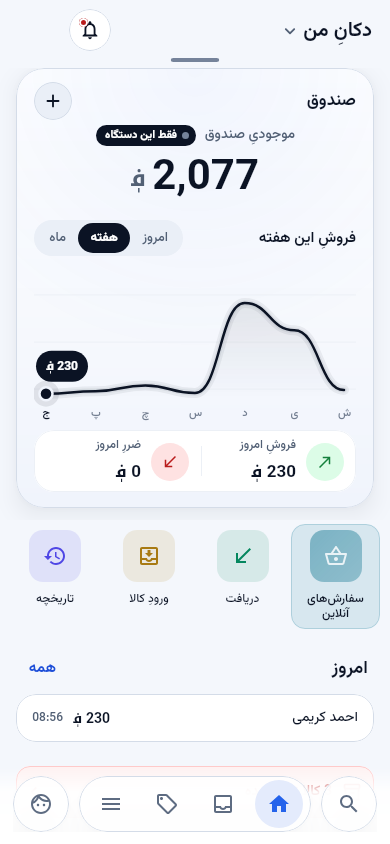 دکانِ من
صندوق
موجودیِ صندوق
فقط این دستگاه
2,077 ؋
فروشِ این هفته
امروز
هفته
ماه
230 ؋
ش
ی
د
س
چ
پ
ج
فروشِ امروز
230 ؋
ضررِ امروز
0 ؋
سفارش‌های
آنلاین
دریافت
ورودِ کالا
تاریخچه
امروز
همه
احمد کریمی
230 ؋
08:56